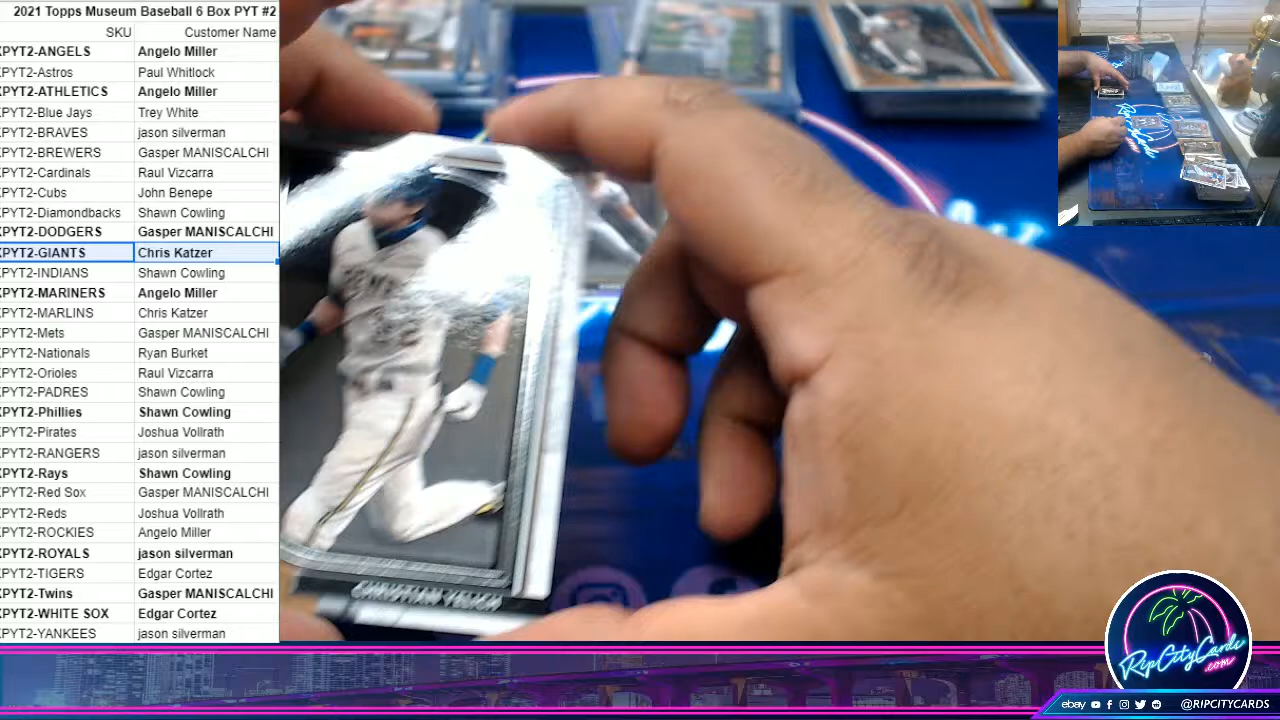 2021 Topps Museum Baseball 6 Box PYT #2
SKU Customer Name
PYT2-ANGELS Angelo Miller
PYT2-Astros Paul Whitlock
PYT2-ATHLETICS Angelo Miller
PYT2-Blue Jays Trey White
PYT2-BRAVES jason silverman
PYT2-BREWERS Gasper MANISCALCHI
PYT2-Cardinals Raul Vizcarra
PYT2-Cubs John Benepe
PYT2-Diamondbacks Shawn Cowling
PYT2-DODGERS Gasper MANISCALCHI
PYT2-GIANTS Chris Katzer
PYT2-INDIANS Shawn Cowling
PYT2-MARINERS Angelo Miller
PYT2-MARLINS Chris Katzer
PYT2-Mets Gasper MANISCALCHI
PYT2-Nationals Ryan Burket
PYT2-Orioles Raul Vizcarra
PYT2-PADRES Shawn Cowling
PYT2-Phillies Shawn Cowling
PYT2-Pirates Joshua Vollrath
PYT2-RANGERS jason silverman
PYT2-Rays Shawn Cowling
PYT2-Red Sox Gasper MANISCALCHI
PYT2-Reds Joshua Vollrath
PYT2-ROCKIES Angelo Miller
PYT2-ROYALS jason silverman
PYT2-TIGERS Edgar Cortez
PYT2-Twins Gasper MANISCALCHI
PYT2-WHITE SOX Edgar Cortez
PYT2-YANKEES jason silverman
RipCityCards
.com
ebay @RIPCITYCARDS